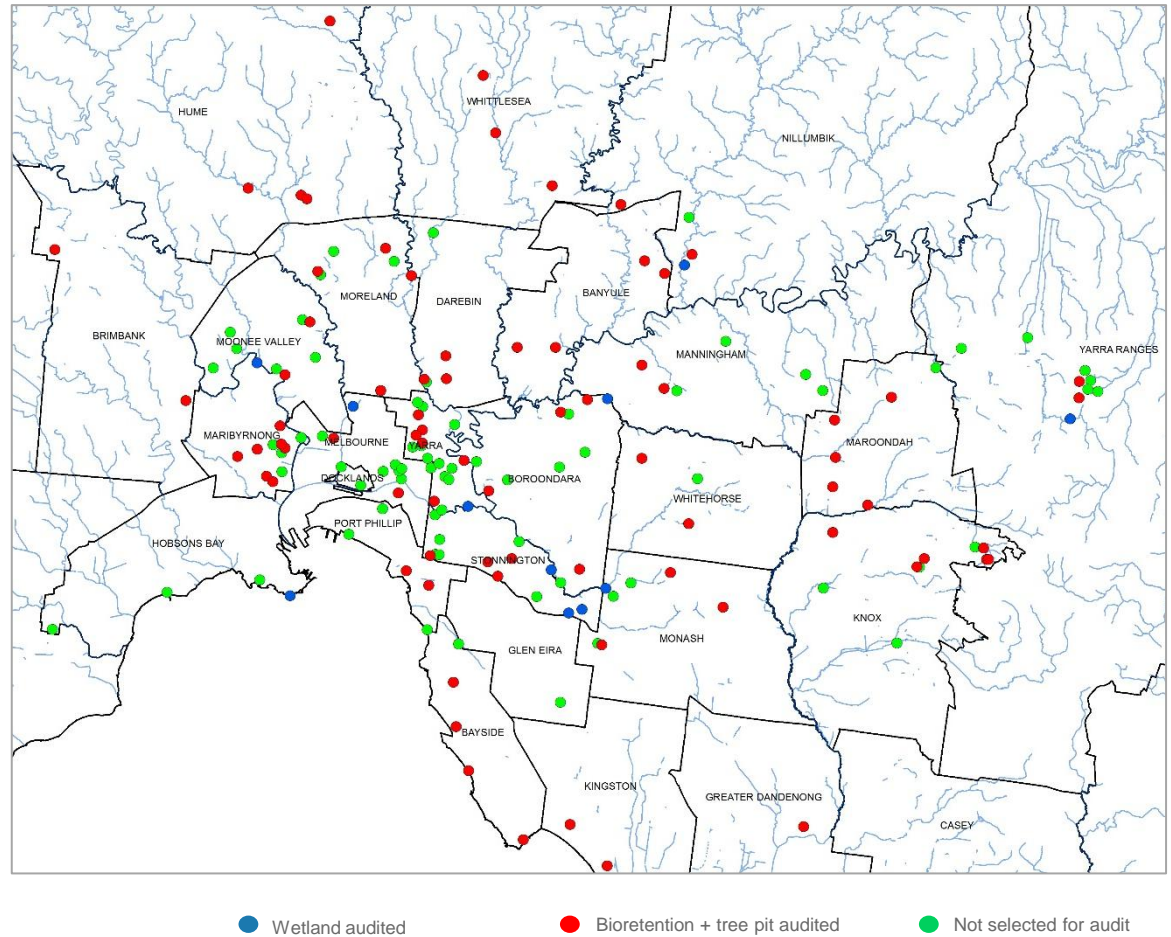 HUME
WHITTLESEA
NILLUMBIK
BRIMBANK
MORELAND
DAREBIN
BANYULE
MOONEE VALLEY
MANNINGHAM
YARRA RANGES
MARIBYRNONG
MELBOURNE
YARRA
MAROONDAH
DOCKLANDS
BOROONDARA
WHITEHORSE
PORT PHILLIP
HOBSONS BAY
STONNINGTON
GLEN EIRA
MONASH
KNOX
BAYSIDE
KINGSTON
GREATER DANDENONG
CASEY
Wetland audited
Bioretention + tree pit audited
Not selected for audit